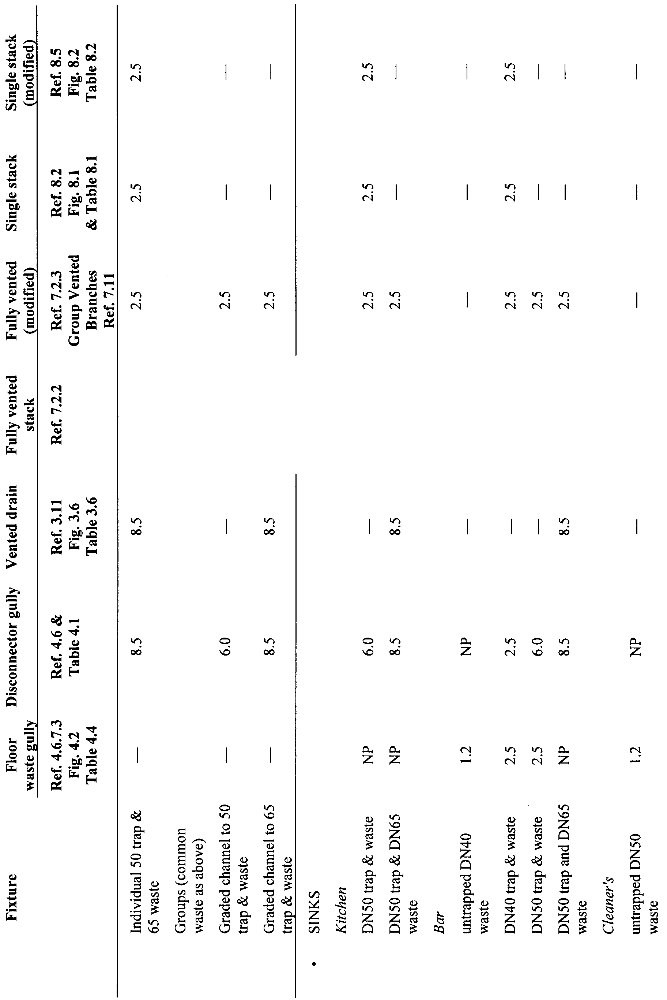 Fixture Floor waste gully Disconnector gully Vented drain Fully vented stack Fully vented (modified) Single stack Single stack (modified)
Ref. 4.6.7.3 Fig. 4.2 Table 4.4 Ref. 4.6 & Table 4.1 Ref. 3.11 Fig. 3.6 Table 3.6 Ref. 7.2.2 Ref. 7.2.3 Group Vented Branches Ref. 7.11 Ref. 8.2 Fig. 8.1 & Table 8.1 Ref. 8.5 Fig. 8.2 Table 8.2
Individual 50 trap & — 8.5 8.5 2.5 2.5 2.5
65 waste
Groups (common
waste as above)
Graded channel to 50 — 6.0 — 2.5 — —
trap & waste
Graded channel to 65 — 8.5 8.5 2.5 — —
trap & waste
• SINKS
Kitchen
DN50 trap & waste NP 6.0 — 2.5 2.5 2.5
DN50 trap & DN65 NP 8.5 8.5 2.5 — —
waste
Bar
untrapped DN40 1.2 NP — — — —
waste
DN40 trap & waste 2.5 2.5 — 2.5 2.5 2.5
DN50 trap & waste 2.5 6.0 — 2.5 — —
DN50 trap and DN65 NP 8.5 8.5 2.5 — —
waste
Cleaner's
untrapped DN50 1.2 NP — — — —
waste